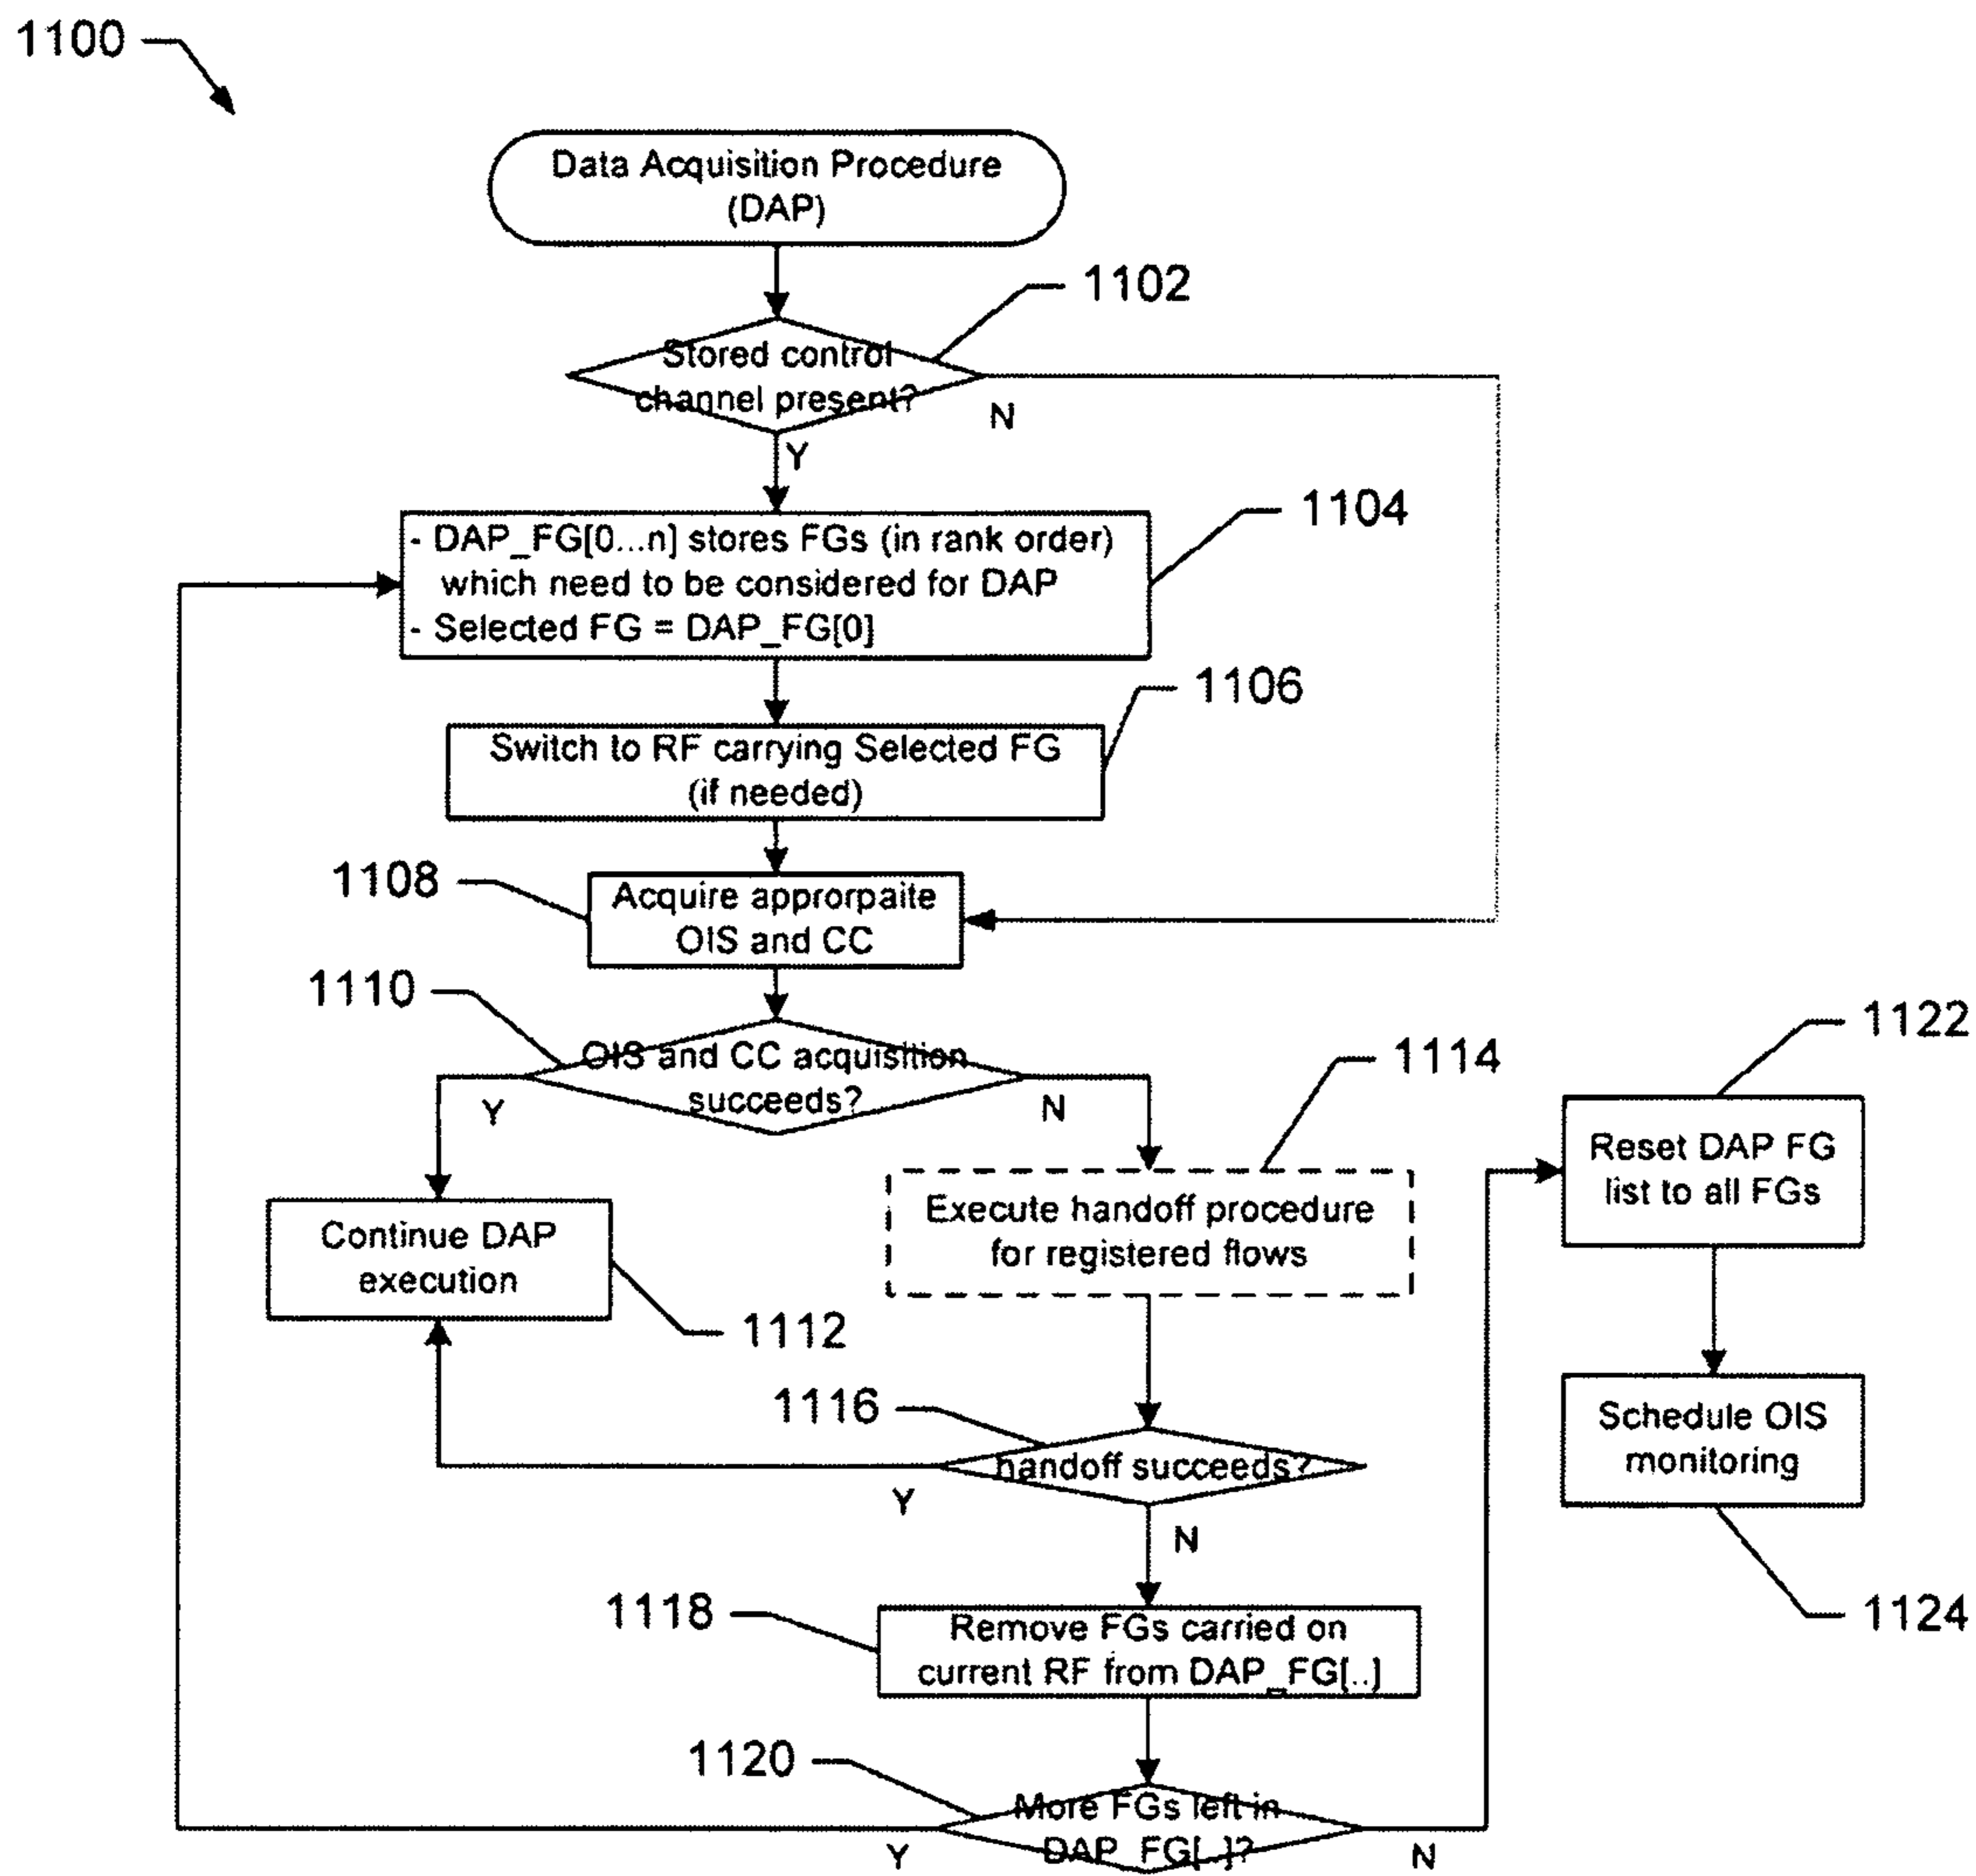 1100
Data Acquisition Procedure
(DAP)
1102
Stored control
channel present?
N
Y
1104
- DAP_FG[0...n] stores FGs (in rank order)
which need to be considered for DAP
- Selected FG = DAP_FG[0]
1106
Switch to RF carrying Selected FG
(if needed)
1108
Acquire approrpaite
OIS and CC
1110
OIS and CC acquisition
succeeds?
Y
N
1114
1122
Execute handoff procedure
for registered flows
Reset DAP FG
list to all FGs
Continue DAP
execution
1112
1116
handoff succeeds?
Y
N
Schedule OIS
monitoring
1124
1118
Remove FGs carried on
current RF from DAP_FG[..]
1120
More FGs left in
DAP_FG[..]?
Y
N